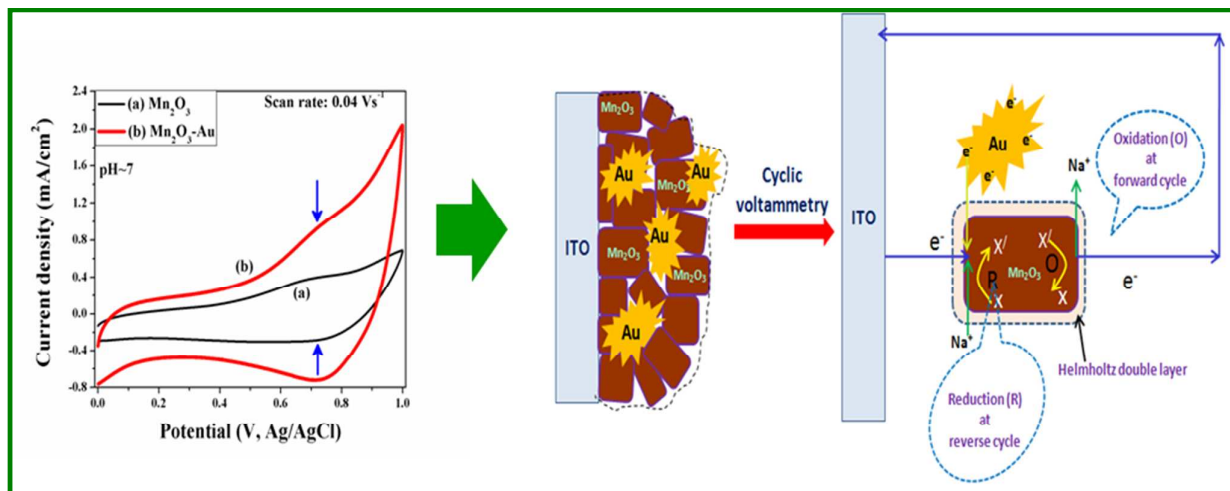 (a) Mn₂O₃
(b) Mn₂O₃-Au
Scan rate: 0.04 Vs⁻¹
pH~7
2.4
2.0
1.6
1.2
0.8
0.4
0.0
-0.4
-0.8
(b)
(a)
0.0 0.2 0.4 0.6 0.8 1.0
Current density (mA/cm²)
Potential (V, Ag/AgCl)
ITO
Mn₂O₃
Au
Au
Mn₂O₃
Au
Mn₂O₃
Mn₂O₃
Au
Cyclic
voltammetry
ITO
e⁻
e⁻
Au
e⁻
e⁻
Na⁺
Oxidation (O)
at
forward cycle
e⁻
X/
X/
R
Mn₂O₃
O
X
X
e⁻
Na⁺
Helmholtz double layer
Reduction (R)
at
reverse cycle